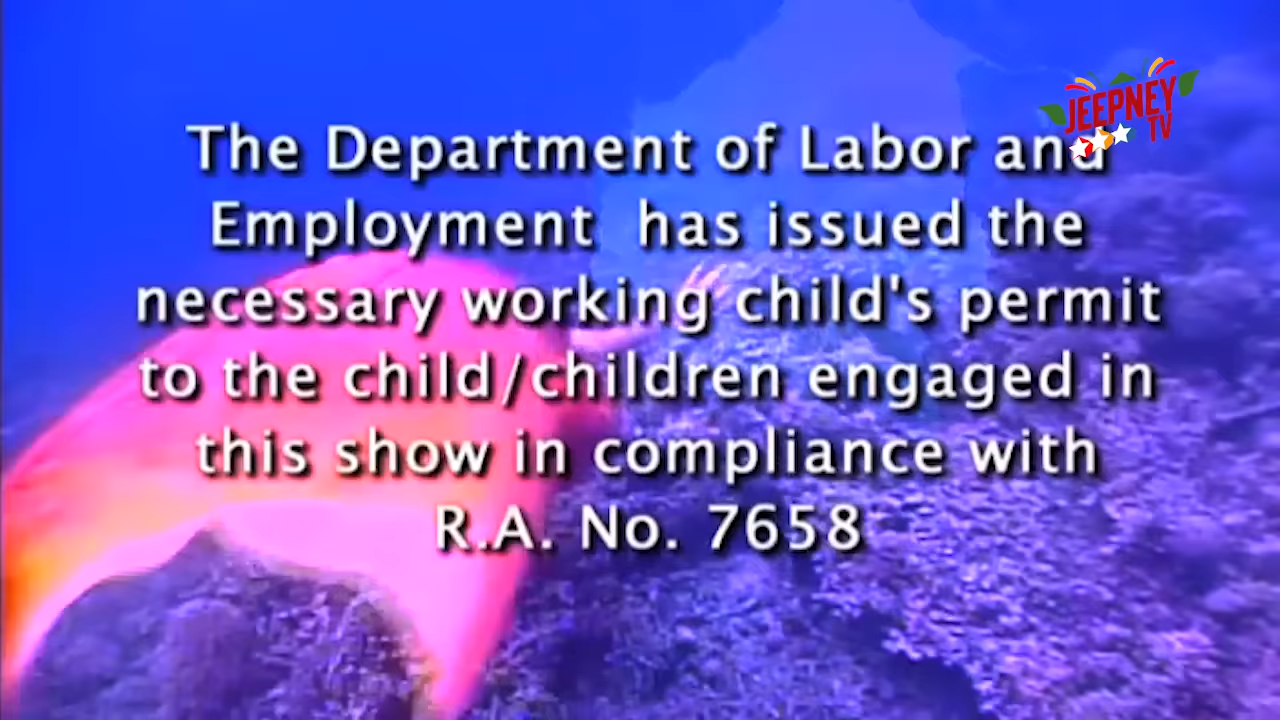 JEEPNEY
TV
The Department of Labor and
Employment has issued the
necessary working child's permit
to the child/children engaged in
this show in compliance with
R.A. No. 7658